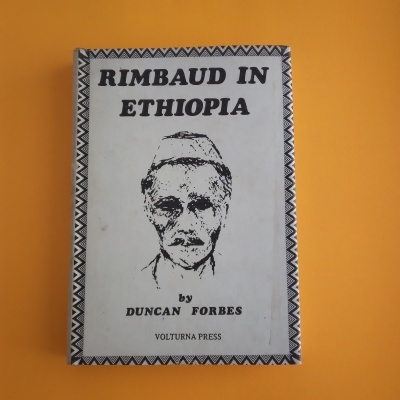 RIMBAUD IN
ETHIOPIA
by
DUNCAN FORBES
VOLTURNA PRESS